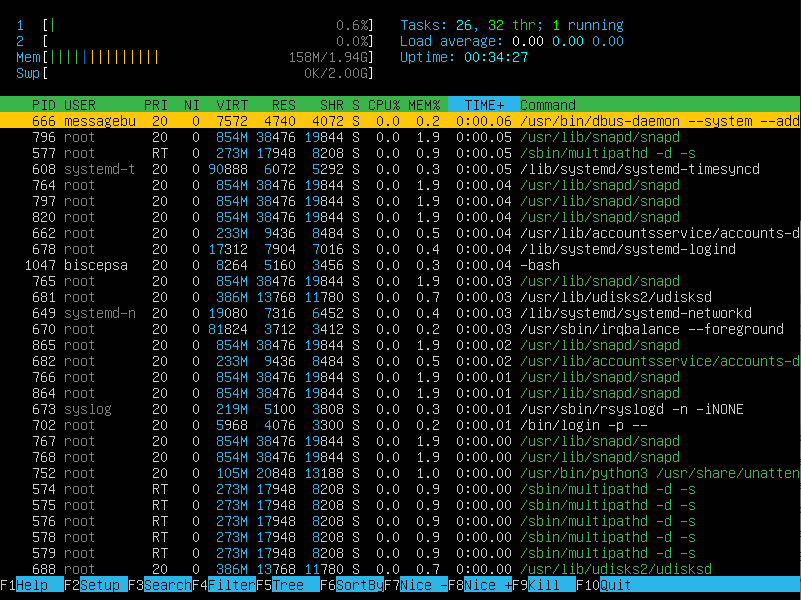 1 [| 0.6%] Tasks: 26, 32 thr; 1 running
2 [ 0.0%] Load average: 0.00 0.00 0.00
Mem[|||||||||||||| 158M/1.94G] Uptime: 00:34:27
Swp[ 0K/2.00G]
PID USER PRI NI VIRT RES SHR S CPU% MEM% TIME+ Command
666 messagebu 20 0 7572 4740 4072 S 0.0 0.2 0:00.06 /usr/bin/dbus-daemon --system --add
796 root 20 0 854M 38476 19844 S 0.0 1.9 0:00.05 /usr/lib/snapd/snapd
577 root RT 0 273M 17948 8208 S 0.0 0.9 0:00.05 /sbin/multipathd -d -s
608 systemd-t 20 0 90888 6072 5292 S 0.0 0.3 0:00.05 /lib/systemd/systemd-timesyncd
764 root 20 0 854M 38476 19844 S 0.0 1.9 0:00.04 /usr/lib/snapd/snapd
797 root 20 0 854M 38476 19844 S 0.0 1.9 0:00.04 /usr/lib/snapd/snapd
820 root 20 0 854M 38476 19844 S 0.0 1.9 0:00.04 /usr/lib/snapd/snapd
662 root 20 0 233M 9436 8484 S 0.0 0.5 0:00.04 /usr/lib/accountsservice/accounts-d
678 root 20 0 17312 7904 7016 S 0.0 0.4 0:00.04 /lib/systemd/systemd-logind
1047 biscepsa 20 0 8264 5160 3456 S 0.0 0.3 0:00.04 -bash
765 root 20 0 854M 38476 19844 S 0.0 1.9 0:00.03 /usr/lib/snapd/snapd
681 root 20 0 386M 13768 11780 S 0.0 0.7 0:00.03 /usr/lib/udisks2/udisksd
649 systemd-n 20 0 19080 7316 6452 S 0.0 0.4 0:00.03 /lib/systemd/systemd-networkd
670 root 20 0 81824 3712 3412 S 0.0 0.2 0:00.03 /usr/sbin/irqbalance --foreground
865 root 20 0 854M 38476 19844 S 0.0 1.9 0:00.02 /usr/lib/snapd/snapd
682 root 20 0 233M 9436 8484 S 0.0 0.5 0:00.02 /usr/lib/accountsservice/accounts-d
766 root 20 0 854M 38476 19844 S 0.0 1.9 0:00.01 /usr/lib/snapd/snapd
864 root 20 0 854M 38476 19844 S 0.0 1.9 0:00.01 /usr/lib/snapd/snapd
673 syslog 20 0 219M 5100 3808 S 0.0 0.3 0:00.01 /usr/sbin/rsyslogd -n -iNONE
702 root 20 0 5968 4076 3300 S 0.0 0.2 0:00.01 /bin/login -p --
767 root 20 0 854M 38476 19844 S 0.0 1.9 0:00.00 /usr/lib/snapd/snapd
768 root 20 0 854M 38476 19844 S 0.0 1.9 0:00.00 /usr/lib/snapd/snapd
752 root 20 0 105M 20848 13188 S 0.0 1.0 0:00.00 /usr/bin/python3 /usr/share/unatten
574 root RT 0 273M 17948 8208 S 0.0 0.9 0:00.00 /sbin/multipathd -d -s
575 root RT 0 273M 17948 8208 S 0.0 0.9 0:00.00 /sbin/multipathd -d -s
576 root RT 0 273M 17948 8208 S 0.0 0.9 0:00.00 /sbin/multipathd -d -s
578 root RT 0 273M 17948 8208 S 0.0 0.9 0:00.00 /sbin/multipathd -d -s
579 root RT 0 273M 17948 8208 S 0.0 0.9 0:00.00 /sbin/multipathd -d -s
688 root 20 0 386M 13768 11780 S 0.0 0.7 0:00.00 /usr/lib/udisks2/udisksd
F1Help F2Setup F3SearchF4FilterF5Tree F6SortByF7Nice -F8Nice +F9Kill F10Quit